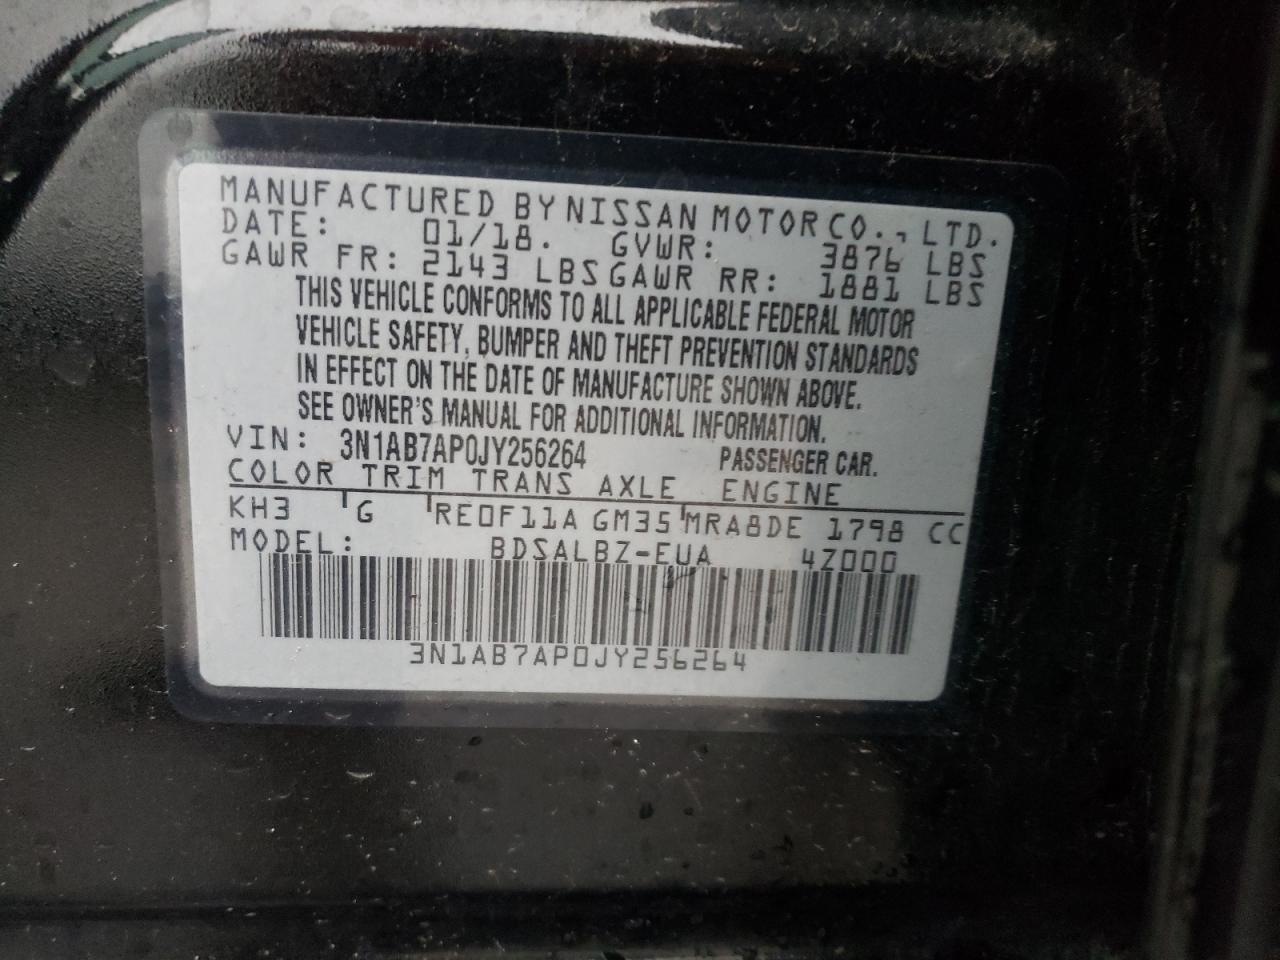 MANUFACTURED BY NISSAN MOTOR CO., LTD.
DATE: 01/18. GVWR: 3876 LBS
GAWR FR: 2143 LBS GAWR RR: 1881 LBS
THIS VEHICLE CONFORMS TO ALL APPLICABLE FEDERAL MOTOR
VEHICLE SAFETY, BUMPER AND THEFT PREVENTION STANDARDS
IN EFFECT ON THE DATE OF MANUFACTURE SHOWN ABOVE.
SEE OWNER'S MANUAL FOR ADDITIONAL INFORMATION.
VIN: 3N1AB7AP0JY256264 PASSENGER CAR.
COLOR TRIM TRANS AXLE ENGINE
KH3 G RE0F11A GM35 MRA8DE 1798 CC
MODEL: BDSALBZ-EUA 4Z000
3N1AB7AP0JY256264